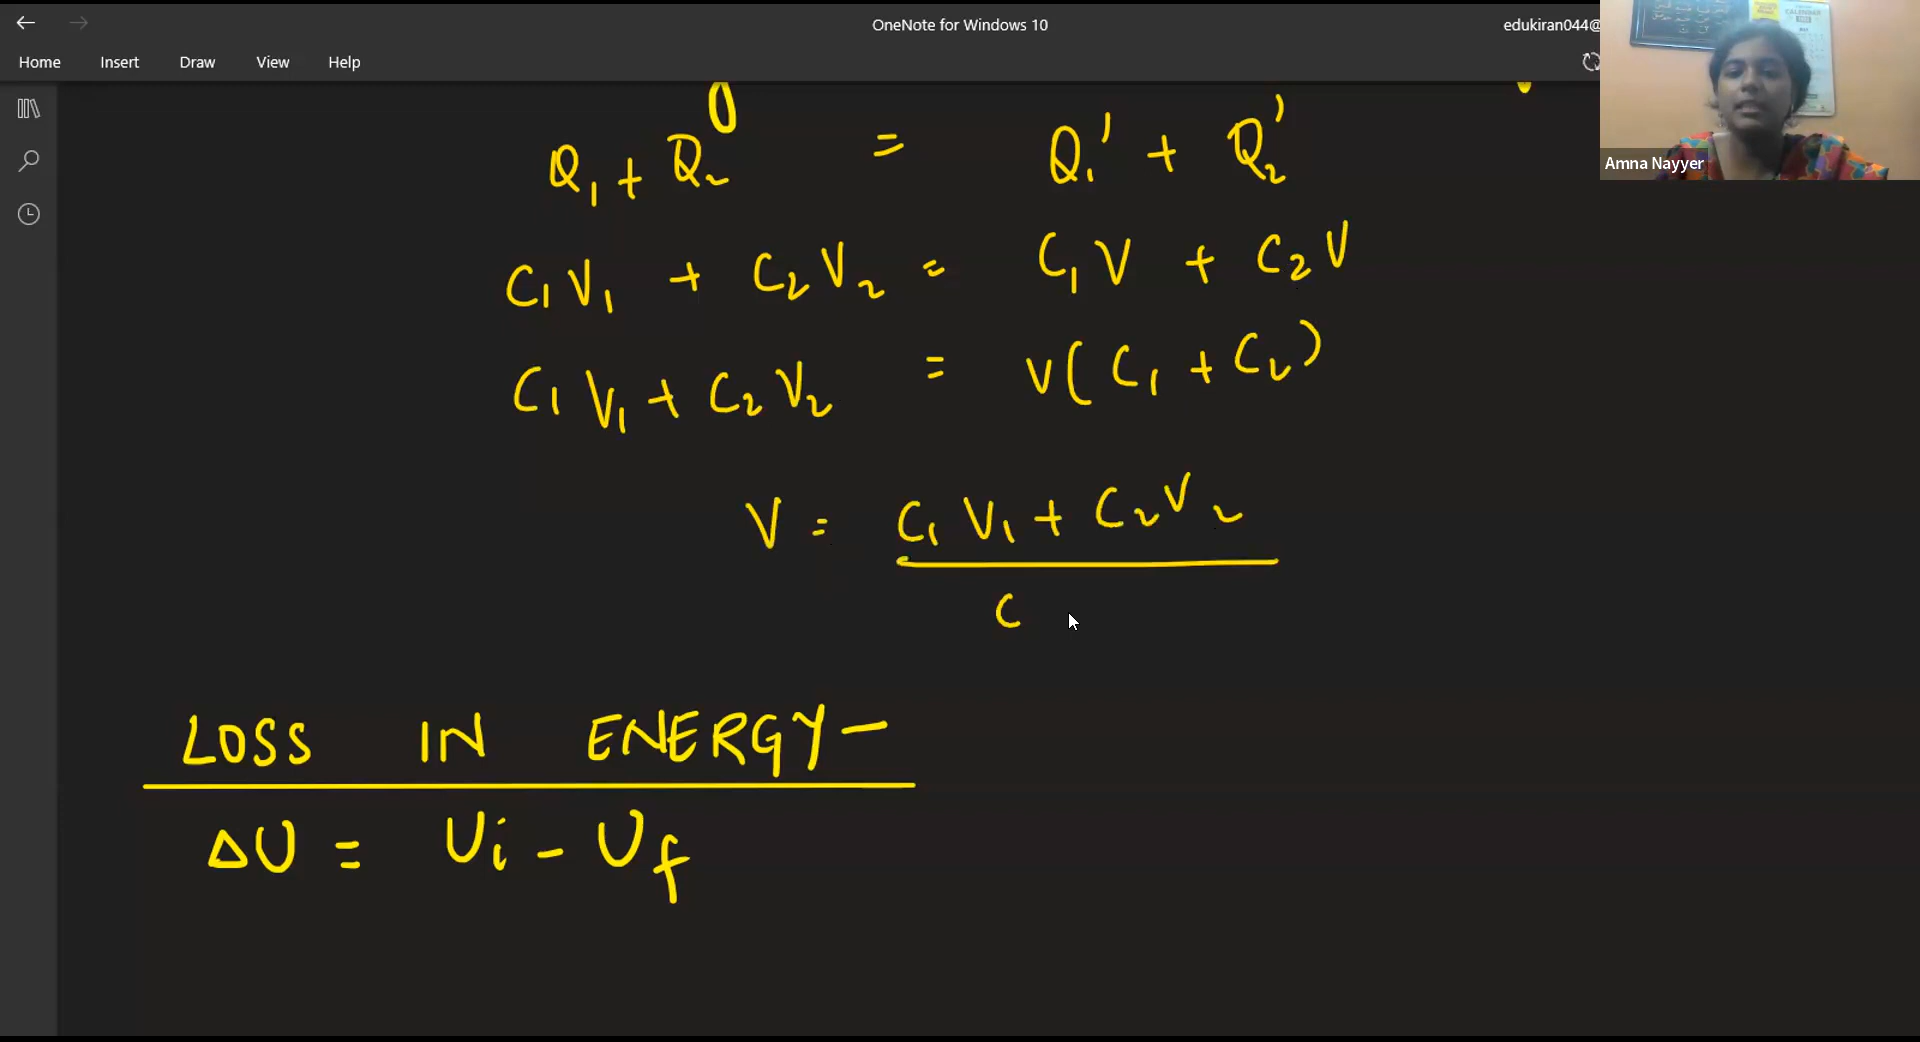 OneNote for Windows 10
edukiran044@
Home Insert Draw View Help
Amna Nayyer
Q₁ + Q₂ = Q₁' + Q₂'
C₁V₁ + C₂V₂ = C₁V + C₂V
C₁V₁ + C₂V₂ = V(C₁ + C₂)
V = C₁V₁ + C₂V₂
C
LOSS IN ENERGY-
ΔU = Ui - Uf